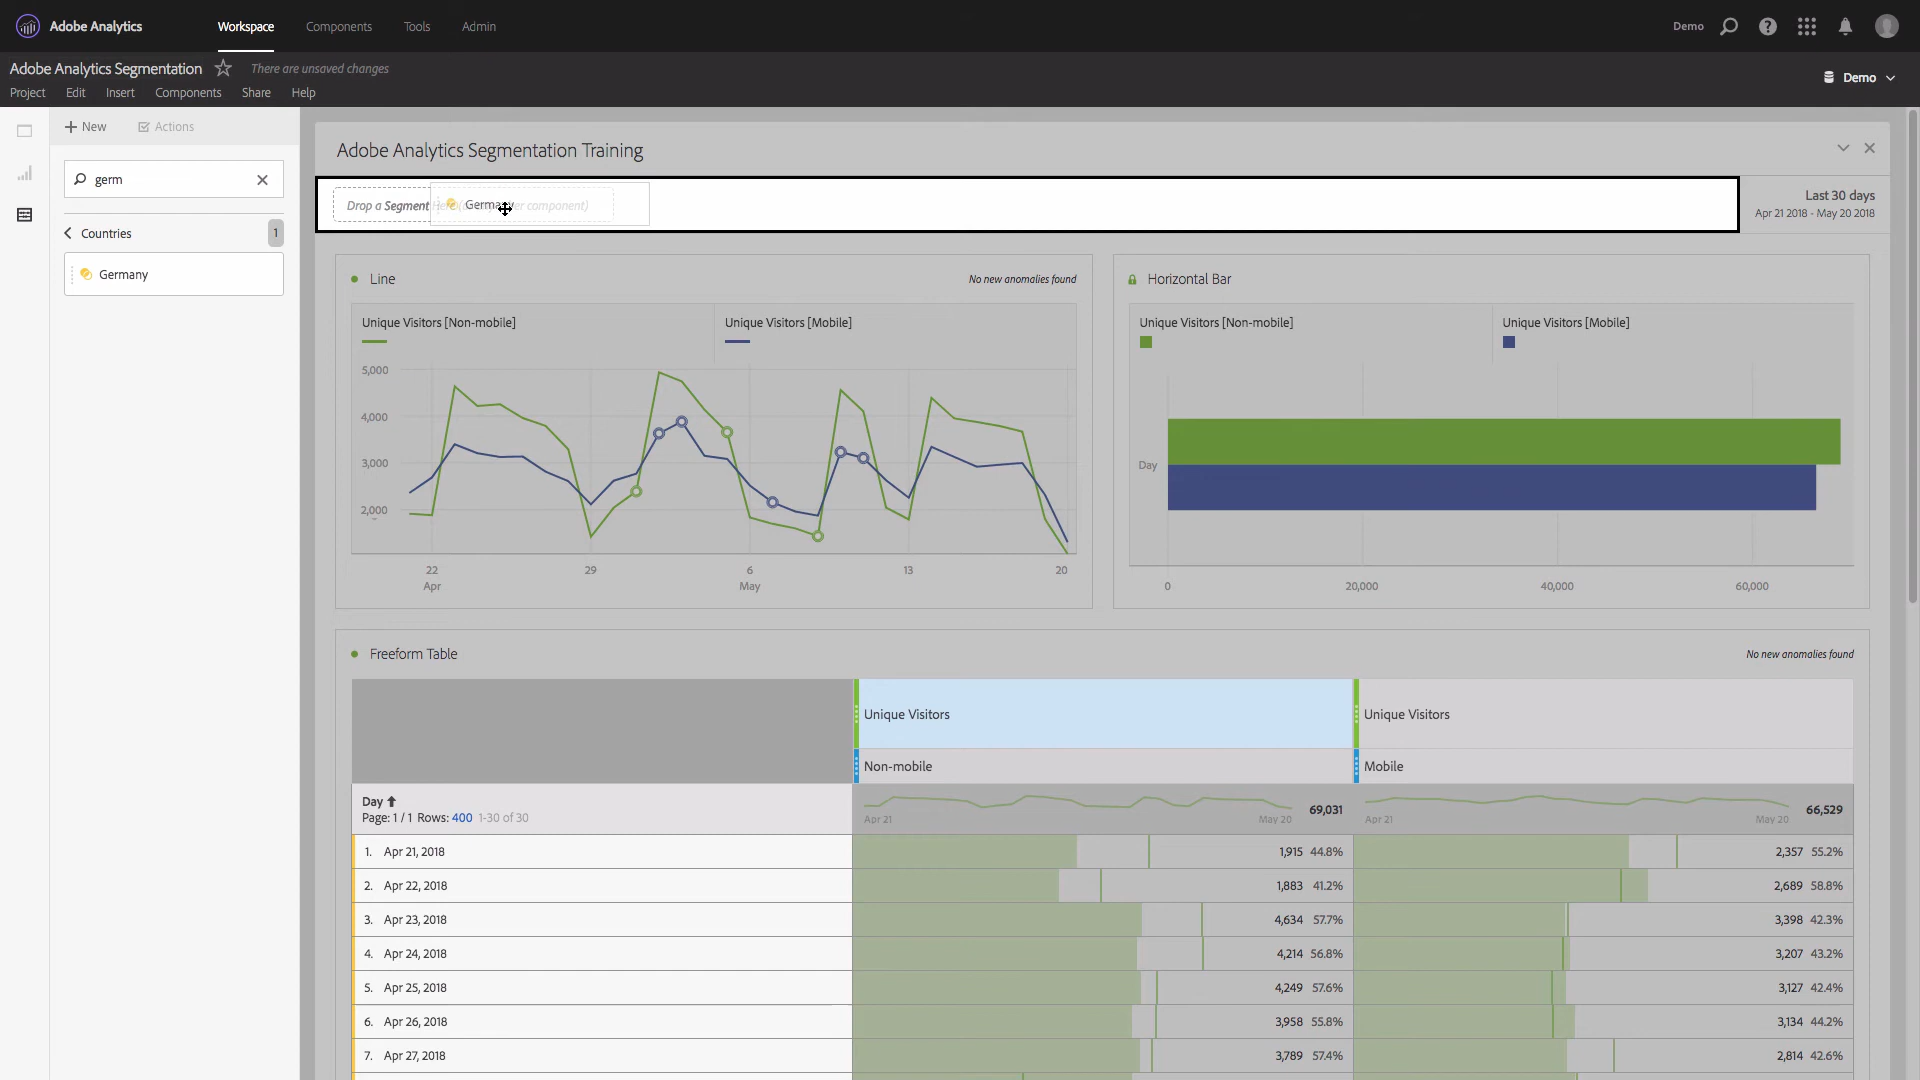 Adobe Analytics
Workspace
Components
Tools
Admin
Demo
Adobe Analytics Segmentation
There are unsaved changes
Demo
Project
Edit
Insert
Components
Share
Help
New
Actions
germ
Countries
1
Germany
Adobe Analytics Segmentation Training
Drop a Segment Here (or any other component)
Germany
Last 30 days
Apr 21 2018 - May 20 2018
Line
No new anomalies found
Unique Visitors [Non-mobile]
Unique Visitors [Mobile]
5,000
4,000
3,000
2,000
22
Apr
29
6
May
13
20
Horizontal Bar
Unique Visitors [Non-mobile]
Unique Visitors [Mobile]
Day
0
20,000
40,000
60,000
Freeform Table
No new anomalies found
Unique Visitors
Unique Visitors
Non-mobile
Mobile
Day
Page: 1 / 1 Rows: 400 1-30 of 30
Apr 21
May 20
69,031
Apr 21
May 20
66,529
1. Apr 21, 2018 1,915 44.8% 2,357 55.2%
2. Apr 22, 2018 1,883 41.2% 2,689 58.8%
3. Apr 23, 2018 4,634 57.7% 3,398 42.3%
4. Apr 24, 2018 4,214 56.8% 3,207 43.2%
5. Apr 25, 2018 4,249 57.6% 3,127 42.4%
6. Apr 26, 2018 3,958 55.8% 3,134 44.2%
7. Apr 27, 2018 3,789 57.4% 2,814 42.6%